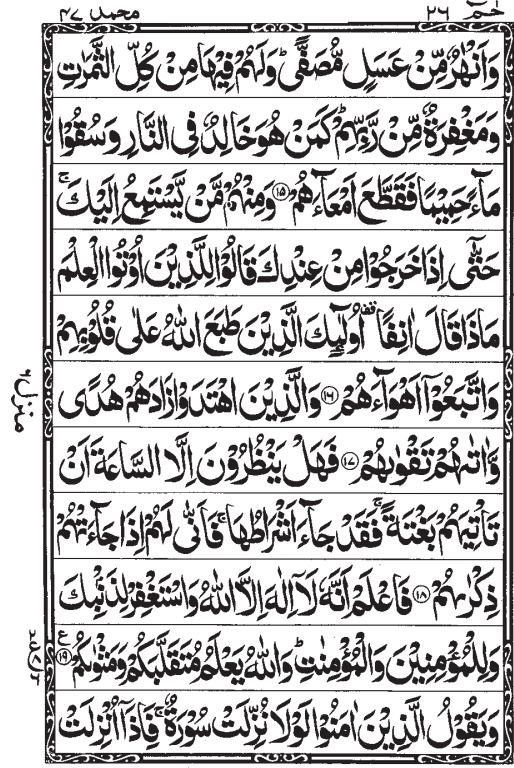 حٰمٓ ٢٦
محمد ٤٧
وَاَنْهٰرٌ مِّنْ عَسَلٍ مُّصَفًّیؕ وَلَهُمْ فِیْهَا مِنْ كُلِّ الثَّمَرٰتِ
وَمَغْفِرَةٌ مِّنْ رَّبِّهِمْؕ كَمَنْ هُوَ خَالِدٌ فِی النَّارِ وَسُقُوْا
مَآءً حَمِیْمًا فَقَطَّعَ اَمْعَآءَهُمْ ۝۱۵ وَمِنْهُمْ مَّنْ یَّسْتَمِعُ اِلَیْكَۚ
حَتّٰۤی اِذَا خَرَجُوْا مِنْ عِنْدِكَ قَالُوْا لِلَّذِیْنَ اُوْتُوا الْعِلْمَ
مَاذَا قَالَ اٰنِفًاࣞ اُولٰٓىِٕكَ الَّذِیْنَ طَبَعَ اللّٰهُ عَلٰی قُلُوْبِهِمْ
وَاتَّبَعُوْۤا اَهْوَآءَهُمْ ۝۱۶ وَالَّذِیْنَ اهْتَدَوْا زَادَهُمْ هُدًی
وَّاٰتٰىهُمْ تَقْوٰىهُمْ ۝۱۷ فَهَلْ یَنْظُرُوْنَ اِلَّا السَّاعَةَ اَنْ
تَاْتِیَهُمْ بَغْتَةًۚ فَقَدْ جَآءَ اَشْرَاطُهَاۚ فَاَنّٰی لَهُمْ اِذَا جَآءَتْهُمْ
ذِكْرٰىهُمْ ۝۱۸ فَاعْلَمْ اَنَّهٗ لَاۤ اِلٰهَ اِلَّا اللّٰهُ وَاسْتَغْفِرْ لِذَنْۢبِكَ
وَلِلْمُؤْمِنِیْنَ وَالْمُؤْمِنٰتِؕ وَاللّٰهُ یَعْلَمُ مُتَقَلَّبَكُمْ وَمَثْوٰىكُمْ ۝۱۹ ع
وَیَقُوْلُ الَّذِیْنَ اٰمَنُوْا لَوْلَا نُزِّلَتْ سُوْرَةٌۚ فَاِذَاۤ اُنْزِلَتْ
منزل ٦